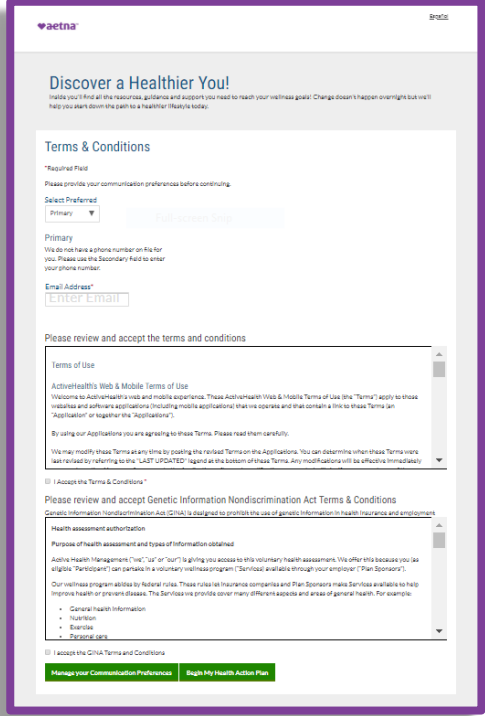 Español
aetna
Discover a Healthier You!
Inside you'll find all the resources, guidance and support you need to reach your wellness goals! Change doesn't happen overnight but we'll
help you start down the path to a healthier lifestyle today.
Terms & Conditions
*Required Field
Please provide your communication preferences before continuing.
Select Preferred
Primary
Full-screen Snip
Primary
We do not have a phone number on file for
you. Please use the Secondary field to enter
your phone number.
Email Address*
Enter Email
Please review and accept the terms and conditions
Terms of Use
ActiveHealth's Web & Mobile Terms of Use
Welcome to ActiveHealth's web and mobile experience. These ActiveHealth Web & Mobile Terms of Use (the "Terms") apply to those
websites and software applications (including mobile applications) that we operate and that contain a link to these Terms (an
"Application" or together the "Applications").
By using our Applications you are agreeing to these Terms. Please read them carefully.
We may modify these Terms at any time by posting the revised Terms on the Applications. You can determine when these Terms were
last revised by referring to the "LAST UPDATED" legend at the bottom of these Terms. Any modifications will be effective immediately
I Accept the Terms & Conditions *
Please review and accept Genetic Information Nondiscrimination Act Terms & Conditions
Genetic Information Nondiscrimination Act (GINA) is designed to prohibit the use of genetic information in health insurance and employment
Health assessment authorization
Purpose of health assessment and types of information obtained
Active Health Management ("we", "us" or "our") is giving you access to this voluntary health assessment. We offer this because you (as
eligible "Participant") can partake in a voluntary wellness program ("Services) available through your employer ("Plan Sponsors").
Our wellness program abides by federal rules. These rules let insurance companies and Plan Sponsors make Services available to help
improve health or prevent disease. The Services we provide cover many different aspects and areas of general health. For example:
• General health information
• Nutrition
• Exercise
• Personal care
I accept the GINA Terms and Conditions
Manage your Communication Preferences
Begin My Health Action Plan